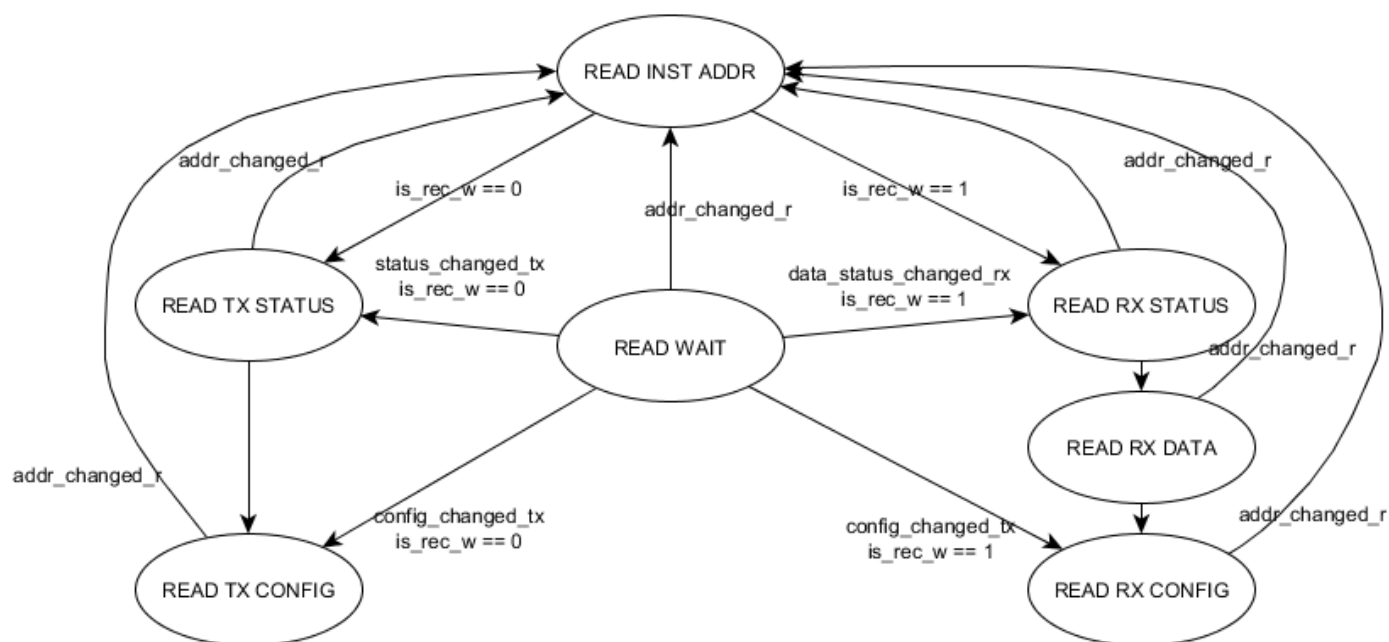 READ INST ADDR
addr_changed_r
addr_changed_r
is_rec_w == 0
is_rec_w == 1
addr_changed_r
status_changed_tx
is_rec_w == 0
data_status_changed_rx
is_rec_w == 1
READ TX STATUS
READ RX STATUS
READ WAIT
addr_changed_r
READ RX DATA
addr_changed_r
config_changed_tx
is_rec_w == 0
config_changed_tx
is_rec_w == 1
addr_changed_r
READ TX CONFIG
READ RX CONFIG